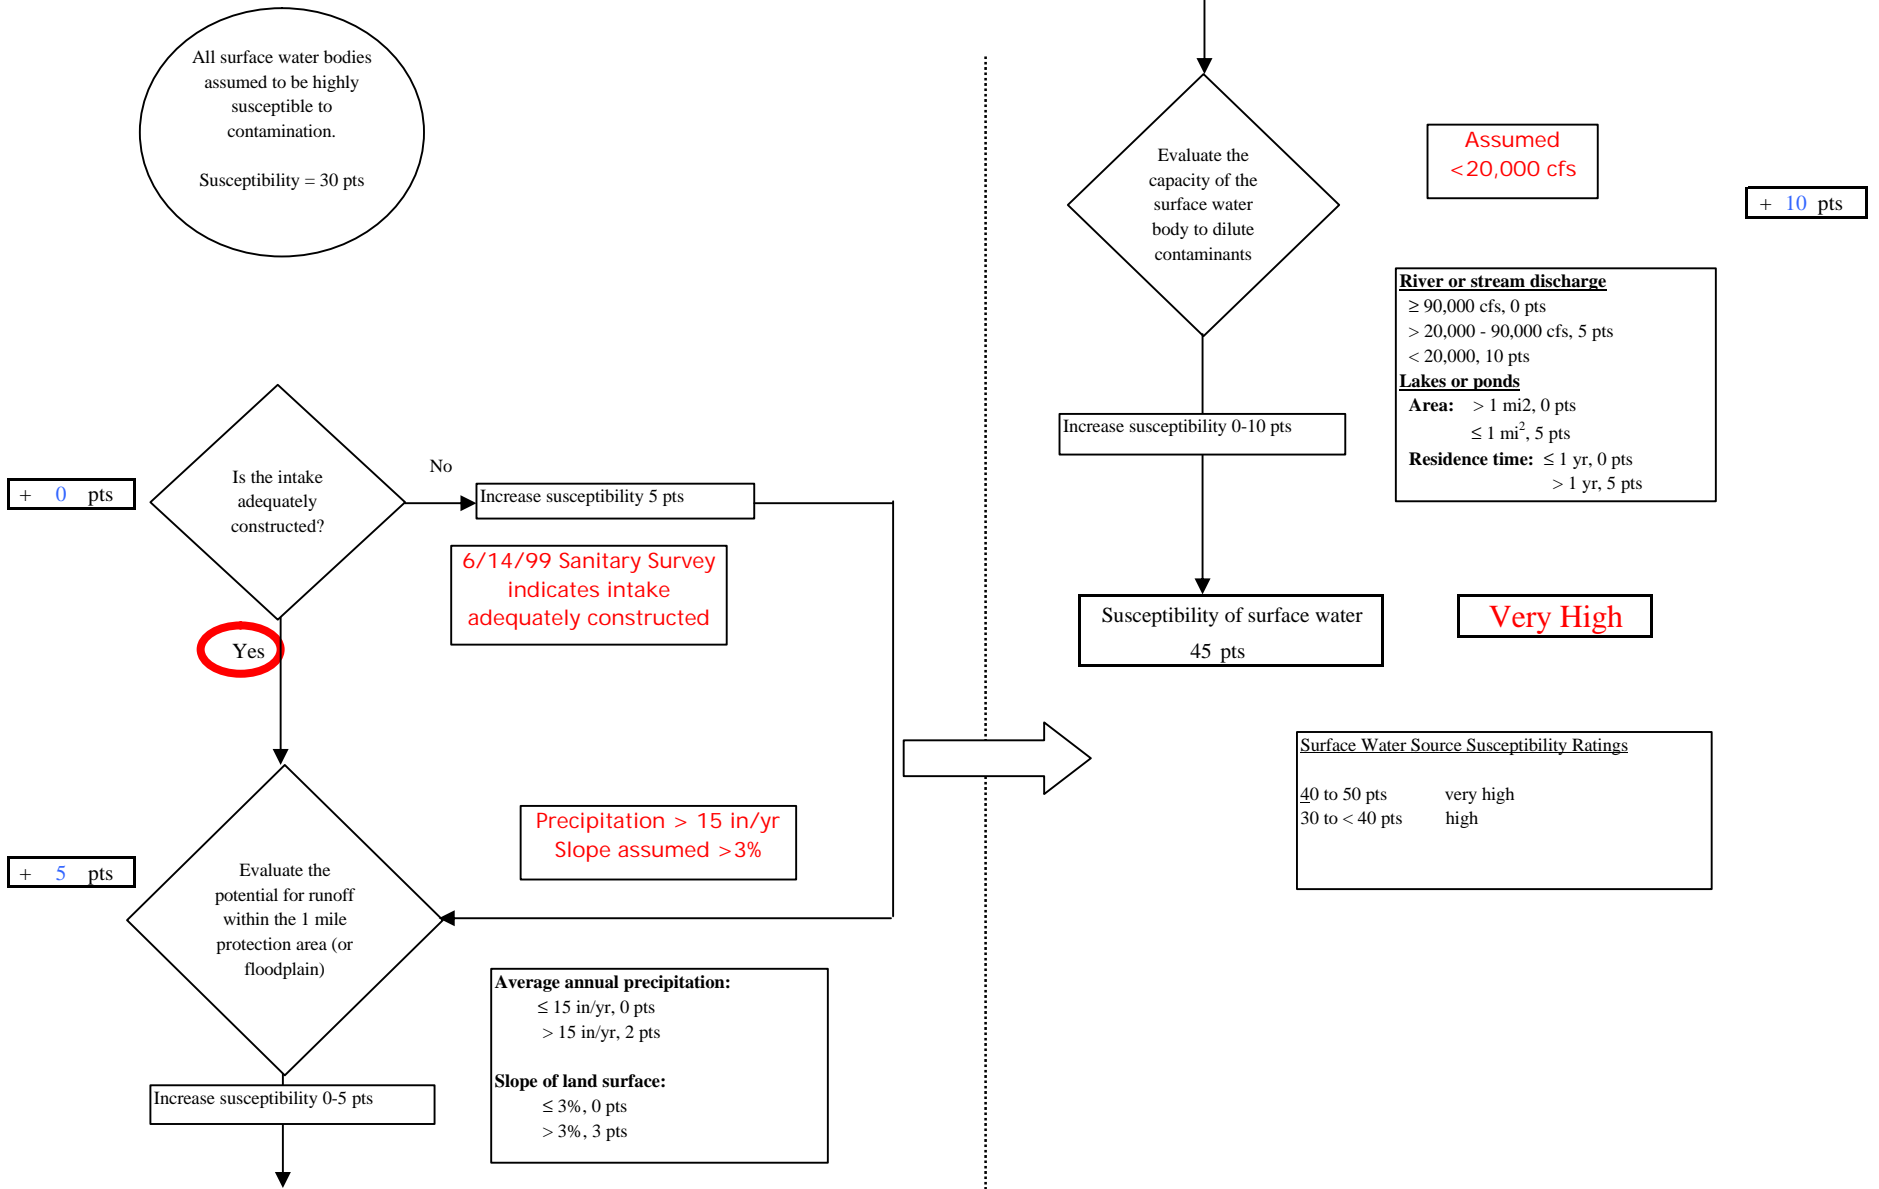 All surface water bodies
assumed to be highly
susceptible to
contamination.
Susceptibility = 30 pts
+ 0 pts
Is the intake
adequately
constructed?
No
Increase susceptibility 5 pts
6/14/99 Sanitary Survey
indicates intake
adequately constructed
Yes
Precipitation > 15 in/yr
Slope assumed >3%
+ 5 pts
Evaluate the
potential for runoff
within the 1 mile
protection area (or
floodplain)
Average annual precipitation:
≤ 15 in/yr, 0 pts
> 15 in/yr, 2 pts
Slope of land surface:
≤ 3%, 0 pts
> 3%, 3 pts
Increase susceptibility 0-5 pts
Evaluate the
capacity of the
surface water
body to dilute
contaminants
Assumed
<20,000 cfs
+ 10 pts
River or stream discharge
≥ 90,000 cfs, 0 pts
> 20,000 - 90,000 cfs, 5 pts
< 20,000, 10 pts
Lakes or ponds
Area: > 1 mi2, 0 pts
≤ 1 mi², 5 pts
Residence time: ≤ 1 yr, 0 pts
> 1 yr, 5 pts
Increase susceptibility 0-10 pts
Susceptibility of surface water
45 pts
Very High
Surface Water Source Susceptibility Ratings
40 to 50 pts very high
30 to < 40 pts high